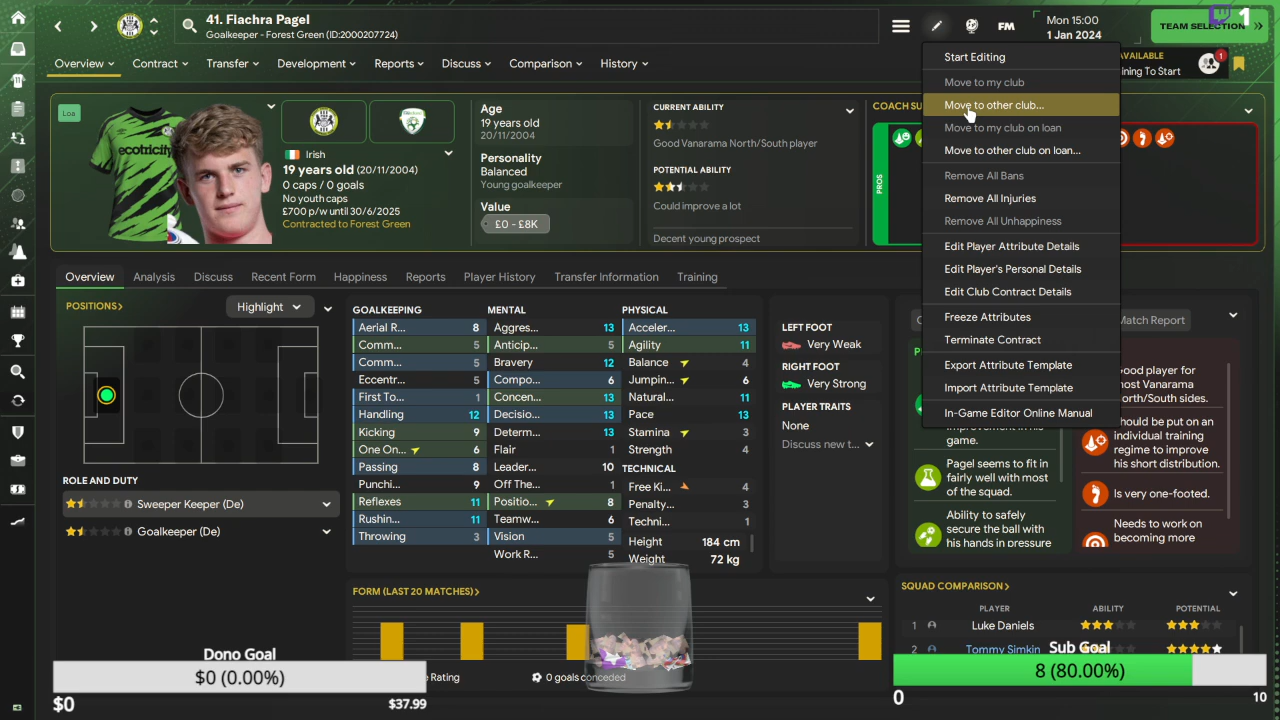 41. Flachra Pagel
Goalkeeper - Forest Green (ID:2000207724)
FM
Mon 15:00
1 Jan 2024
TEAM SELECTION
1
Overview
Contract
Transfer
Development
Reports
Discuss
Comparison
History
AVAILABLE
ining To Start
1
Start Editing
Move to my club
Move to other club...
Move to my club on loan
Move to other club on loan...
Remove All Bans
Remove All Injuries
Remove All Unhappiness
Edit Player Attribute Details
Edit Player's Personal Details
Edit Club Contract Details
Freeze Attributes
Terminate Contract
Export Attribute Template
Import Attribute Template
In-Game Editor Online Manual
Loa
ecotricity
Irish
19 years old (20/11/2004)
0 caps / 0 goals
No youth caps
£700 p/w until 30/6/2025
Contracted to Forest Green
Age
19 years old
20/11/2004
Personality
Balanced
Young goalkeeper
Value
£0 - £8K
CURRENT ABILITY
Good Vanarama North/South player
POTENTIAL ABILITY
Could improve a lot
Decent young prospect
COACH SU
PROS
Overview
Analysis
Discuss
Recent Form
Happiness
Reports
Player History
Transfer Information
Training
POSITIONS
Highlight
ROLE AND DUTY
Sweeper Keeper (De)
Goalkeeper (De)
GOALKEEPING
Aerial R... 8
Comm... 5
Comm... 5
Eccentr... 5
First To... 1
Handling 12
Kicking 9
One On... 6
Passing 8
Punchi... 9
Reflexes 11
Rushin... 11
Throwing 3
MENTAL
Aggres... 13
Anticip... 5
Bravery 12
Compo... 6
Concen... 13
Decisio... 13
Determ... 13
Flair 1
Leader... 10
Off The... 1
Positio... 8
Teamw... 6
Vision 5
Work R... 5
PHYSICAL
Acceler... 13
Agility 11
Balance 4
Jumpin... 6
Natural... 11
Pace 13
Stamina 3
Strength 4
TECHNICAL
Free Ki... 4
Penalty... 3
Techni... 1
Height 184 cm
Weight 72 kg
LEFT FOOT
Very Weak
RIGHT FOOT
Very Strong
PLAYER TRAITS
None
Discuss new t...
Match Report
game.
Pagel seems to fit in
fairly well with most
of the squad.
Ability to safely
secure the ball with
his hands in pressure
ood player for
ost Vanarama
orth/South sides.
hould be put on an
individual training
regime to improve
his short distribution.
Is very one-footed.
Needs to work on
becoming more
FORM (LAST 20 MATCHES)
e Rating
0 goals conceded
SQUAD COMPARISON
PLAYER ABILITY POTENTIAL
1 Luke Daniels
2 Tommy Simkin
Dono Goal
$0 (0.00%)
$0
$37.99
Sub Goal
8 (80.00%)
0
10